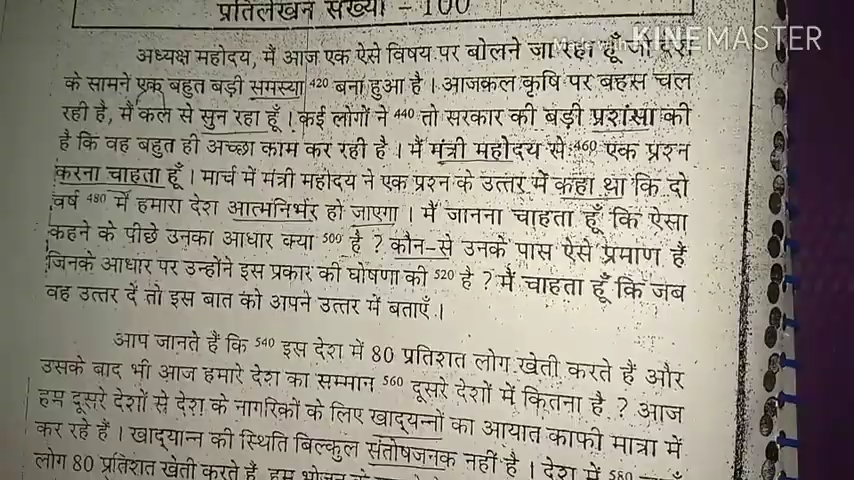 प्रतिलेखन संख्या – 100
KINEMASTER
अध्यक्ष महोदय, मैं आज एक ऐसे विषय पर बोलने जा रहा हूँ जो देश
के सामने एक बहुत बड़ी समस्या 420 बना हुआ है । आजकल कृषि पर बहस चल
रही है, मैं कल से सुन रहा हूँ । कई लोगों ने 440 तो सरकार की बड़ी प्रशंसा की
है कि वह बहुत ही अच्छा काम कर रही है । मैं मंत्री महोदय से 460 एक प्रश्न
करना चाहता हूँ । मार्च में मंत्री महोदय ने एक प्रश्न के उत्तर में कहा था कि दो
वर्ष 480 में हमारा देश आत्मनिर्भर हो जाएगा । मैं जानना चाहता हूँ कि ऐसा
कहने के पीछे उनका आधार क्या 500 है ? कौन-से उनके पास ऐसे प्रमाण हैं
जिनके आधार पर उन्होंने इस प्रकार की घोषणा की 520 है ? मैं चाहता हूँ कि जब
वह उत्तर दें तो इस बात को अपने उत्तर में बताएँ ।
आप जानते हैं कि 540 इस देश में 80 प्रतिशत लोग खेती करते हैं और
उसके बाद भी आज हमारे देश का सम्मान 560 दूसरे देशों में कितना है ? आज
हम दूसरे देशों से देश के नागरिकों के लिए खाद्यान्नों का आयात काफी मात्रा में
कर रहे हैं । खाद्यान्न की स्थिति बिल्कुल संतोषजनक नहीं है । देश में 580
लोग 80 प्रतिशत खेती करते हैं, हम भोजन